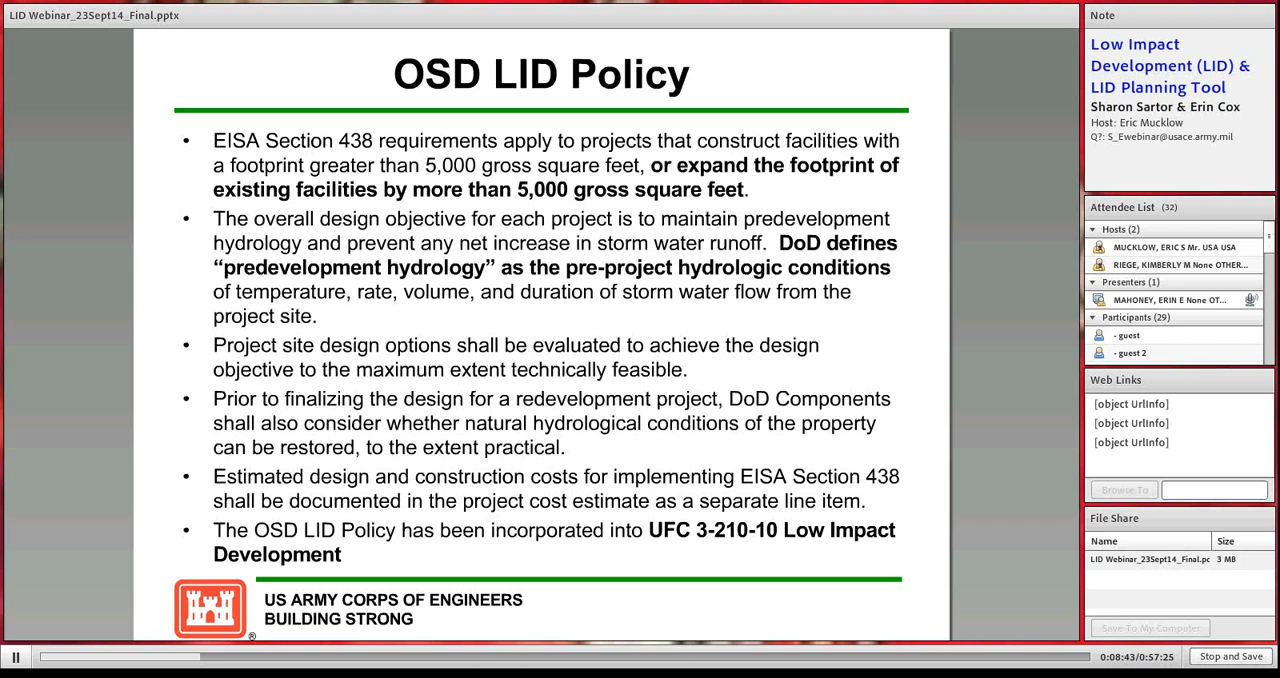 LID Webinar_23Sept14_Final.pptx
OSD LID Policy
• EISA Section 438 requirements apply to projects that construct facilities with
a footprint greater than 5,000 gross square feet, or expand the footprint of
existing facilities by more than 5,000 gross square feet.
• The overall design objective for each project is to maintain predevelopment
hydrology and prevent any net increase in storm water runoff. DoD defines
“predevelopment hydrology” as the pre-project hydrologic conditions
of temperature, rate, volume, and duration of storm water flow from the
project site.
• Project site design options shall be evaluated to achieve the design
objective to the maximum extent technically feasible.
• Prior to finalizing the design for a redevelopment project, DoD Components
shall also consider whether natural hydrological conditions of the property
can be restored, to the extent practical.
• Estimated design and construction costs for implementing EISA Section 438
shall be documented in the project cost estimate as a separate line item.
• The OSD LID Policy has been incorporated into UFC 3-210-10 Low Impact
Development
US ARMY CORPS OF ENGINEERS
BUILDING STRONG
®
Note
Low Impact
Development (LID) &
LID Planning Tool
Sharon Sartor & Erin Cox
Host: Eric Mucklow
Q?: S_Ewebinar@usace.army.mil
Attendee List (32)
Hosts (2)
MUCKLOW, ERIC S Mr. USA USA
RIEGE, KIMBERLY M None OTHER...
Presenters (1)
MAHONEY, ERIN E None OT...
Participants (29)
- guest
- guest 2
Web Links
[object UrlInfo]
[object UrlInfo]
[object UrlInfo]
Browse To
File Share
Name Size
LID Webinar_23Sept14_Final.pc 3 MB
Save To My Computer
0:08:43/0:57:25
Stop and Save